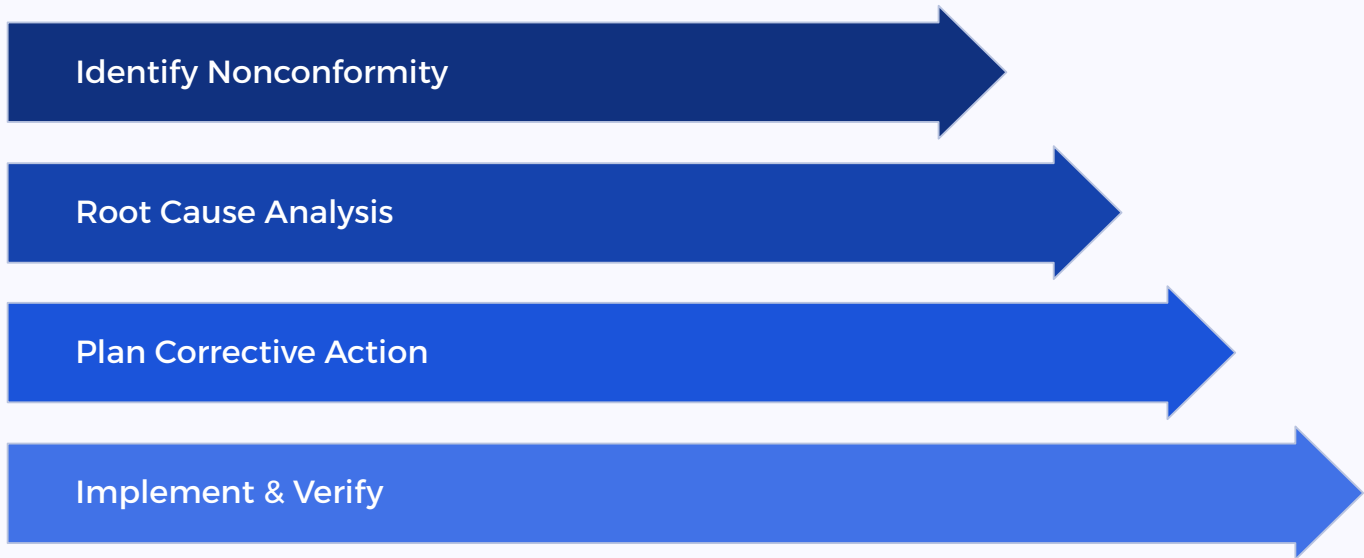 Identify Nonconformity
Root Cause Analysis
Plan Corrective Action
Implement & Verify